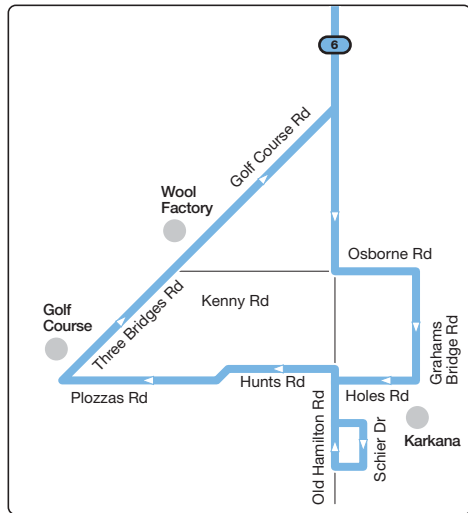 6
Golf Course Rd
Wool
Factory
Osborne Rd
Kenny Rd
Three Bridges Rd
Golf
Course
Grahams
Bridge Rd
Plozzas Rd
Hunts Rd
Holes Rd
Old Hamilton Rd
Schier Dr
Karkana